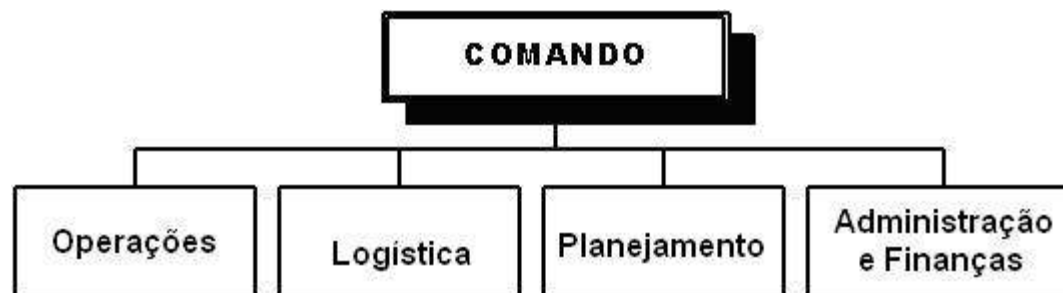 COMANDO
Operações
Logística
Planejamento
Administração
e Finanças